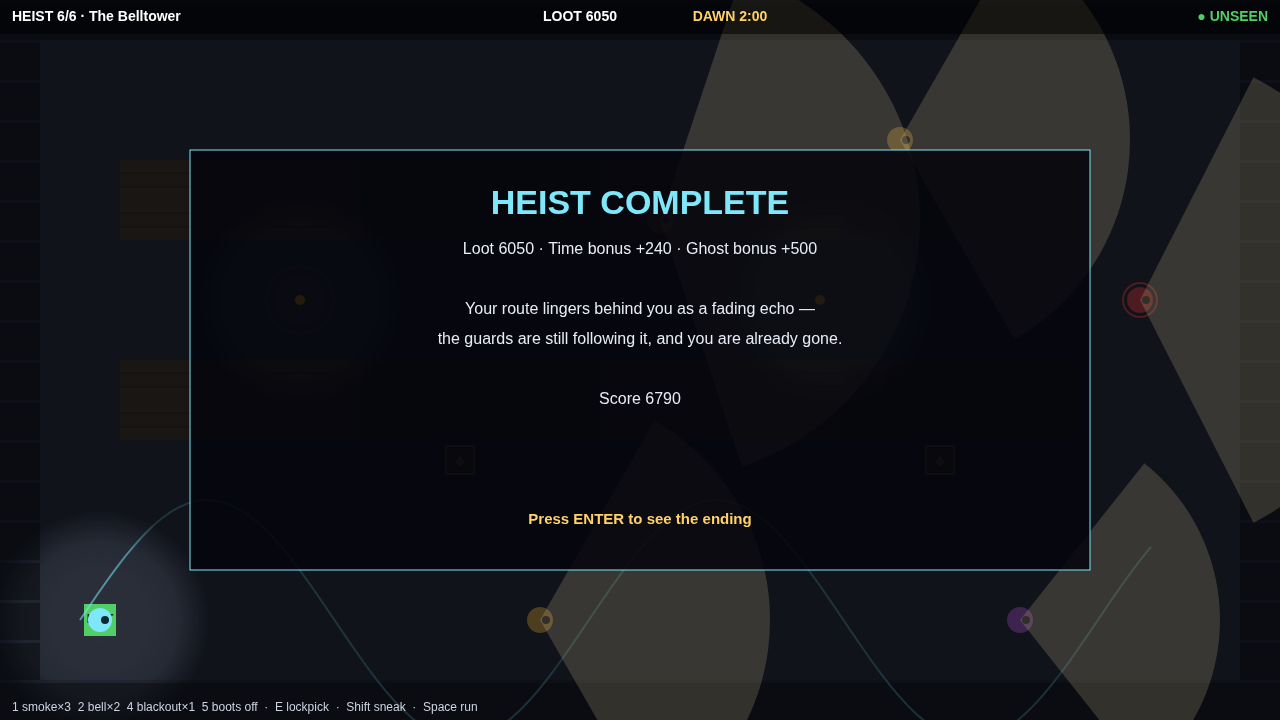 HEIST 6/6 · The Belltower
LOOT 6050
DAWN 2:00
● UNSEEN
HEIST COMPLETE
Loot 6050 · Time bonus +240 · Ghost bonus +500
Your route lingers behind you as a fading echo —
the guards are still following it, and you are already gone.
Score 6790
Press ENTER to see the ending
1 smoke×3  2 bell×2  4 blackout×1  5 boots off  ·  E lockpick  ·  Shift sneak  ·  Space run